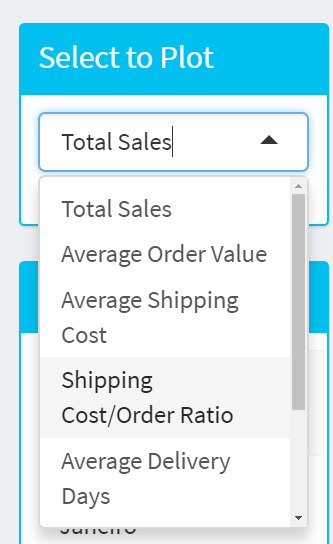 Select to Plot
Total Sales
Total Sales
Average Order Value
Average Shipping
Cost
Shipping
Cost/Order Ratio
Average Delivery
Days